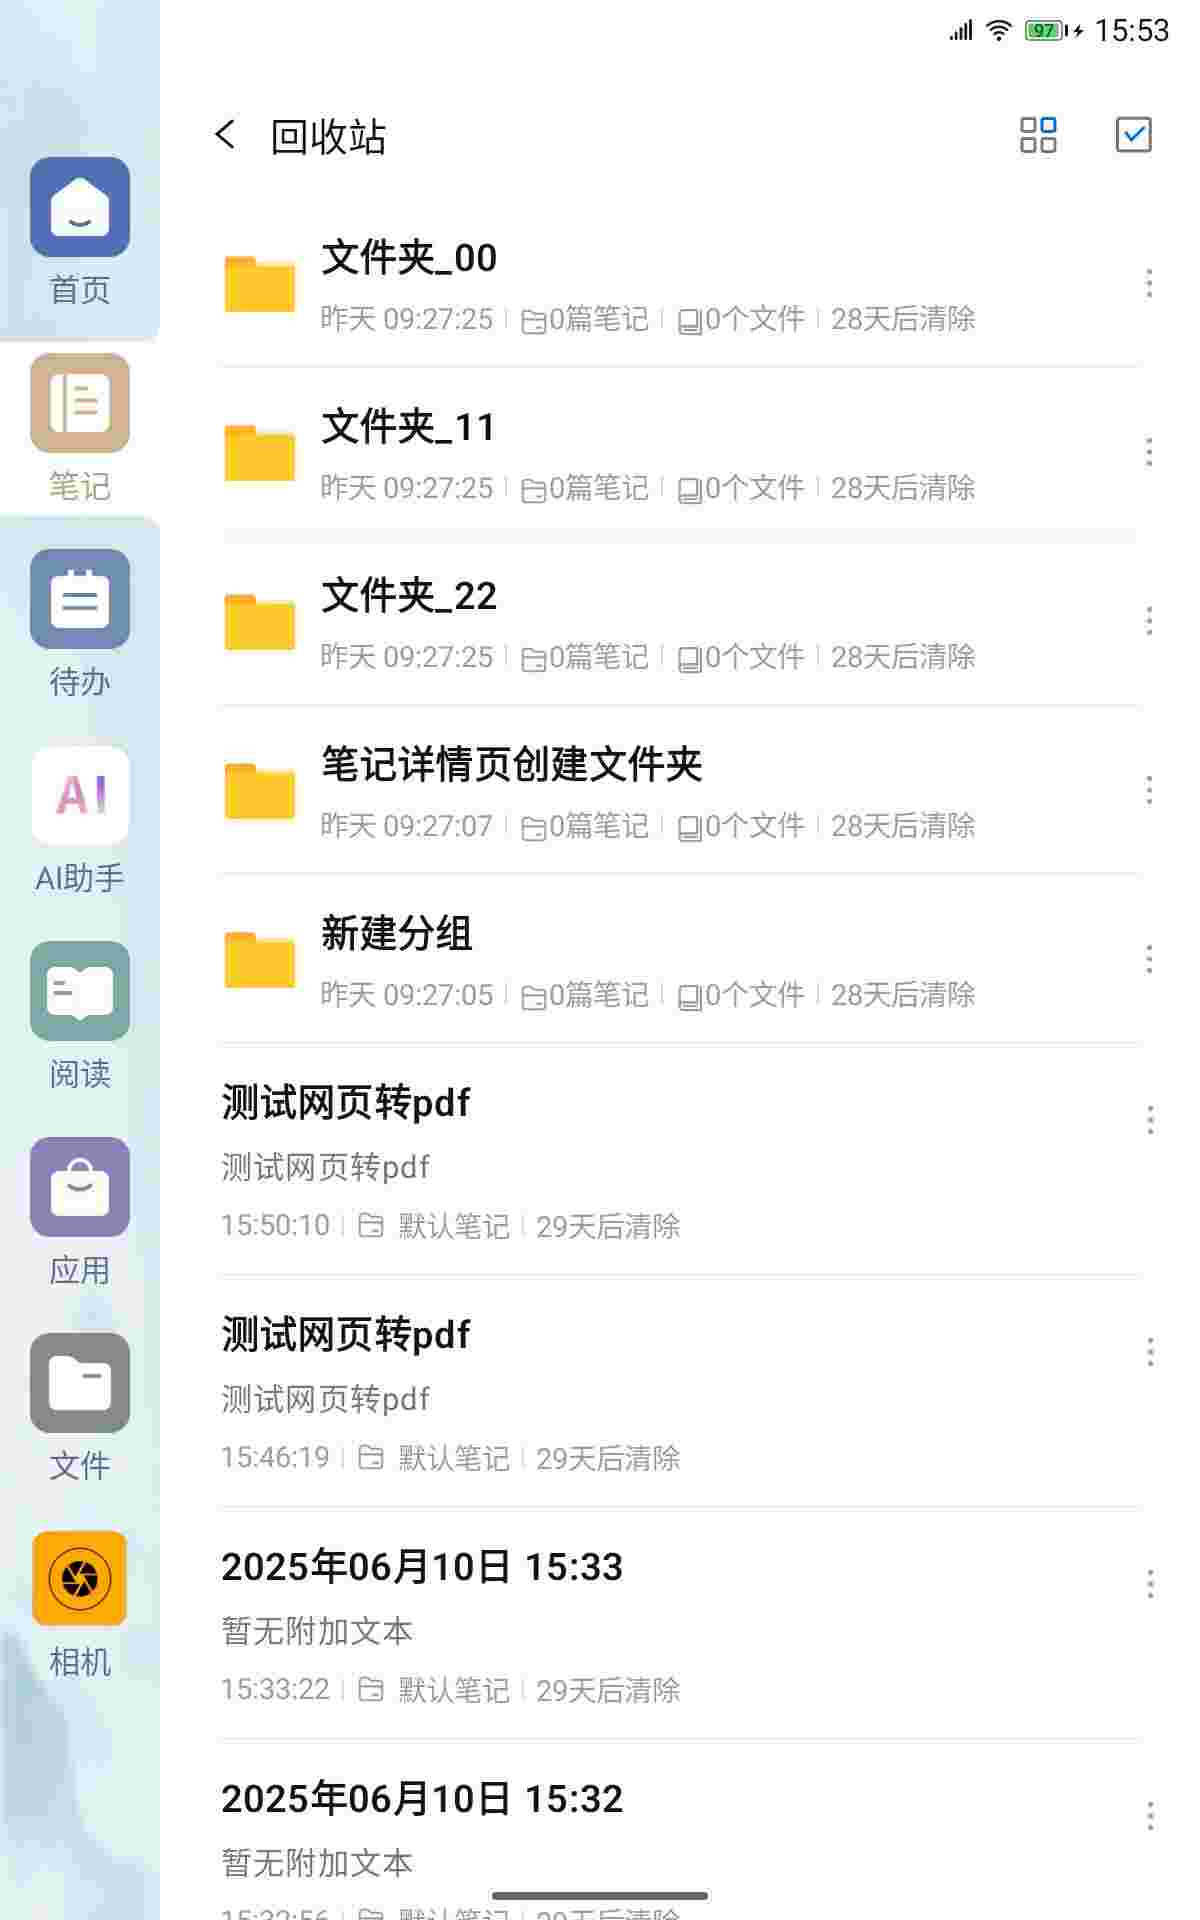 97 15:53
回收站
首页
笔记
待办
AI
AI助手
阅读
应用
文件
相机
文件夹_00
昨天 09:27:25 0篇笔记 0个文件 28天后清除
文件夹_11
昨天 09:27:25 0篇笔记 0个文件 28天后清除
文件夹_22
昨天 09:27:25 0篇笔记 0个文件 28天后清除
笔记详情页创建文件夹
昨天 09:27:07 0篇笔记 0个文件 28天后清除
新建分组
昨天 09:27:05 0篇笔记 0个文件 28天后清除
测试网页转pdf
测试网页转pdf
15:50:10 默认笔记 29天后清除
测试网页转pdf
测试网页转pdf
15:46:19 默认笔记 29天后清除
2025年06月10日 15:33
暂无附加文本
15:33:22 默认笔记 29天后清除
2025年06月10日 15:32
暂无附加文本
15:32:56 默认笔记 29天后清除